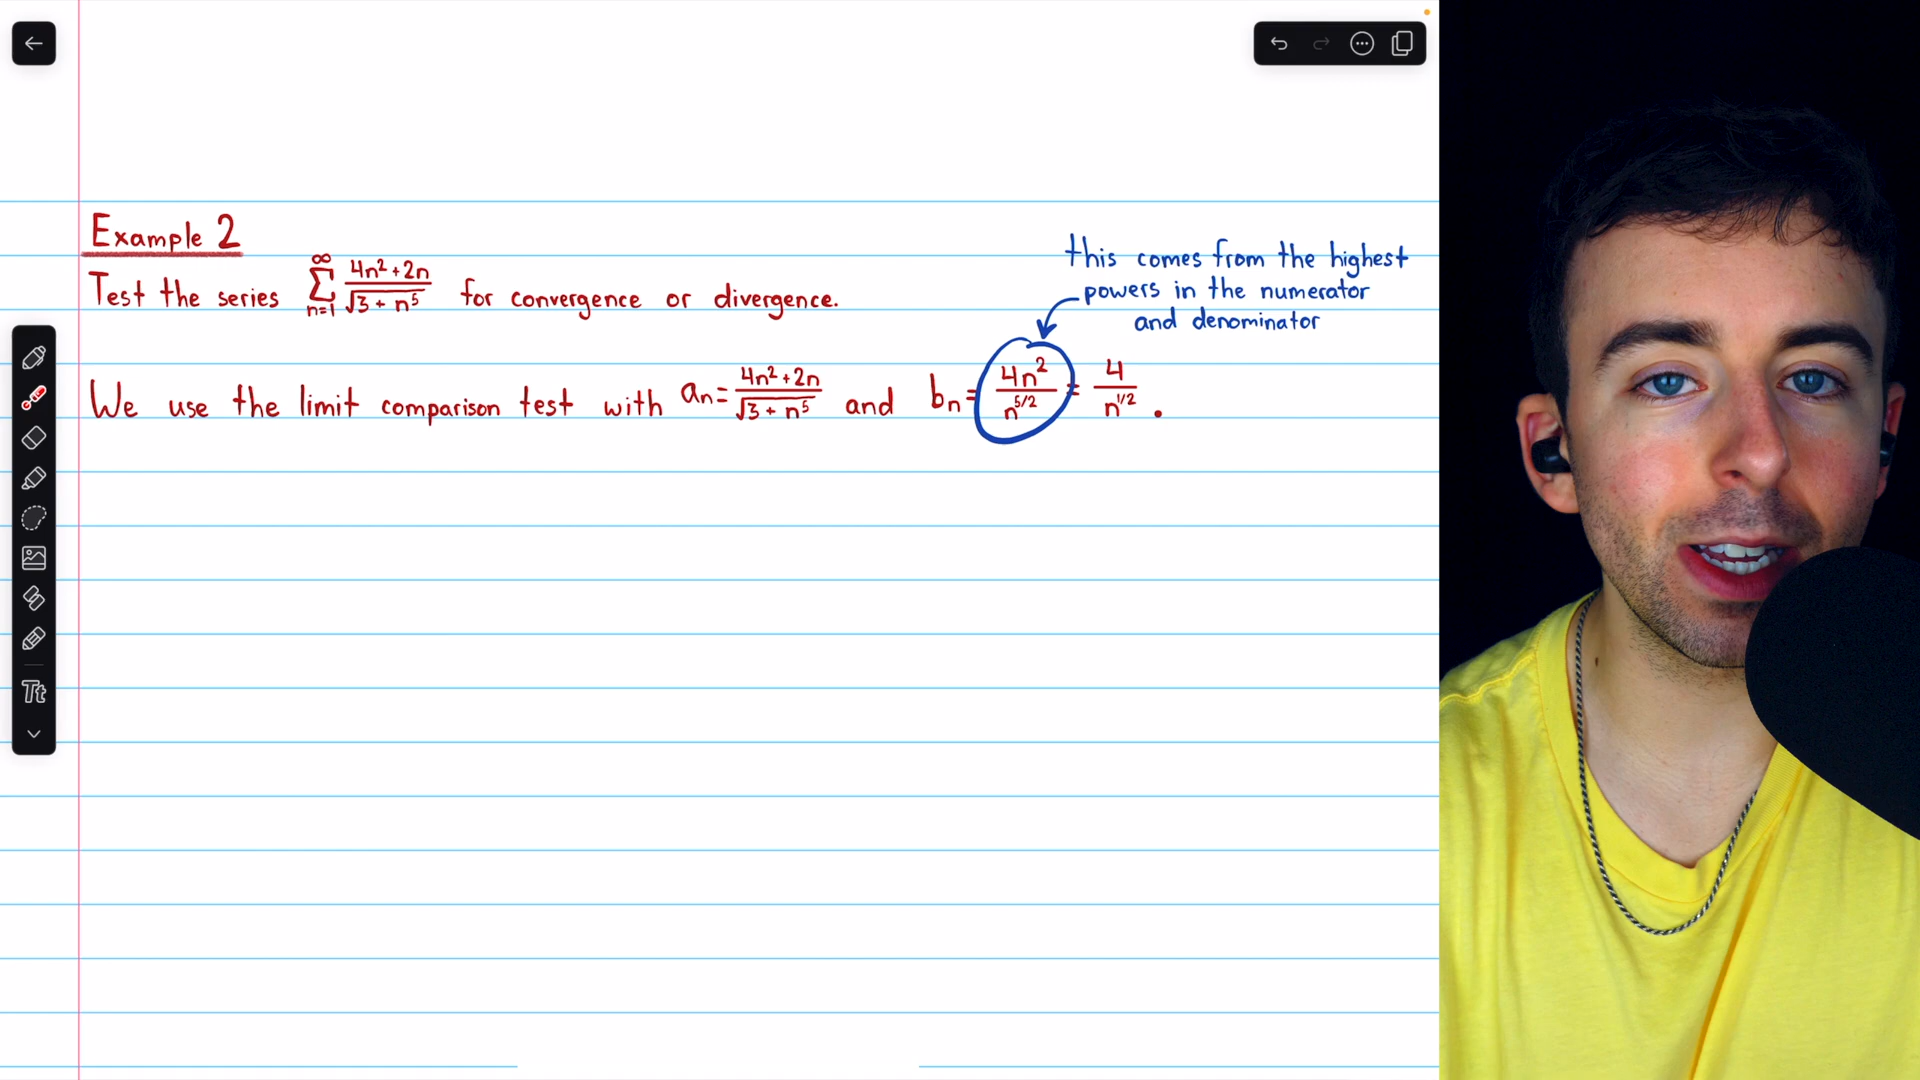 Example 2
this comes from the highest
powers in the numerator
and denominator
Test the series ∑_{n=1}^{∞} (4n²+2n)/√(3 + n⁵) for convergence or divergence.
We use the limit comparison test with aₙ = (4n²+2n)/√(3 + n⁵) and bₙ = 4n²/n^{5/2} = 4/n^{1/2} .
Tt